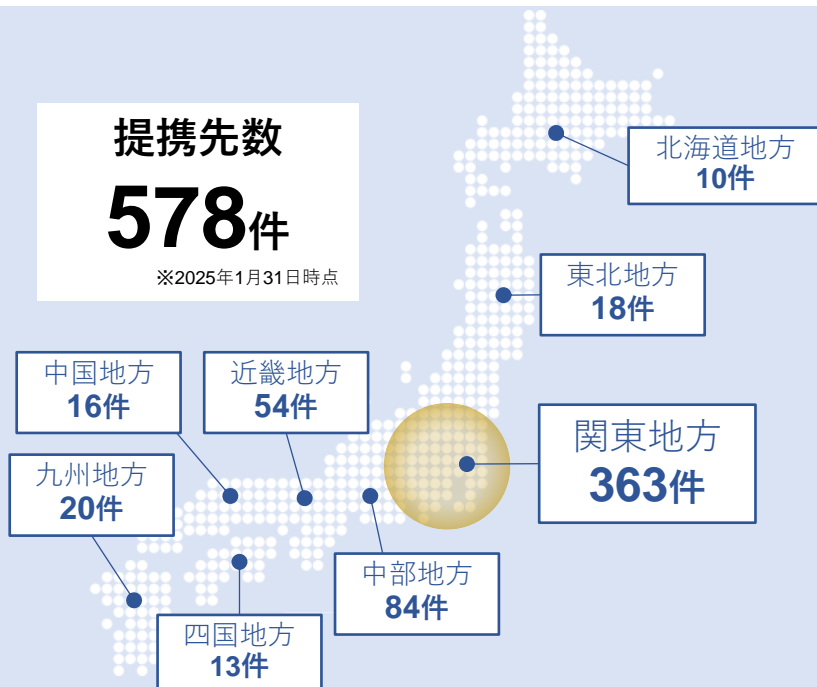 提携先数
578件
※2025年1月31日時点
北海道地方
10件
東北地方
18件
中国地方
16件
近畿地方
54件
関東地方
363件
九州地方
20件
中部地方
84件
四国地方
13件